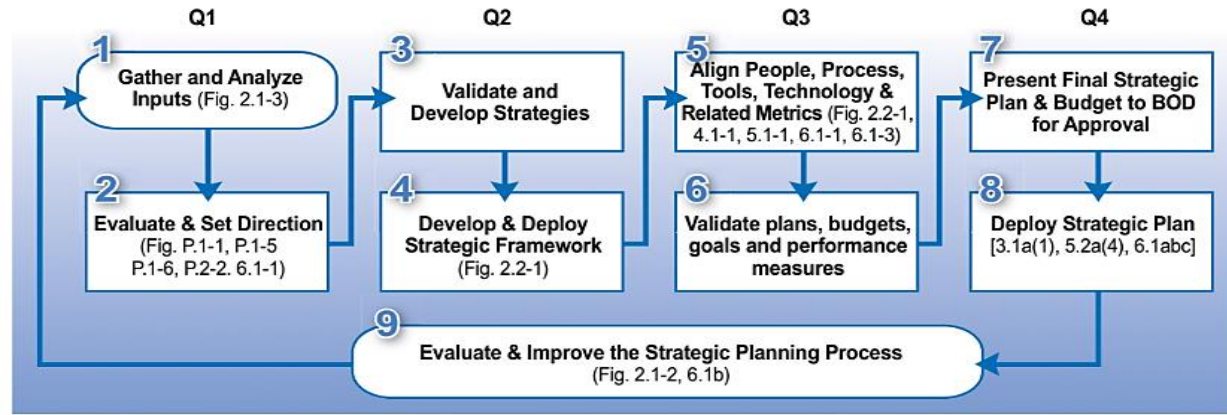 Q1
Q2
Q3
Q4
1
Gather and Analyze
Inputs (Fig. 2.1-3)
2
Evaluate & Set Direction
(Fig. P.1-1, P.1-5
P.1-6, P.2-2. 6.1-1)
3
Validate and
Develop Strategies
4
Develop & Deploy
Strategic Framework
(Fig. 2.2-1)
5
Align People, Process,
Tools, Technology &
Related Metrics (Fig. 2.2-1,
4.1-1, 5.1-1, 6.1-1, 6.1-3)
6
Validate plans, budgets,
goals and performance
measures
7
Present Final Strategic
Plan & Budget to BOD
for Approval
8
Deploy Strategic Plan
[3.1a(1), 5.2a(4), 6.1abc]
9
Evaluate & Improve the Strategic Planning Process
(Fig. 2.1-2, 6.1b)